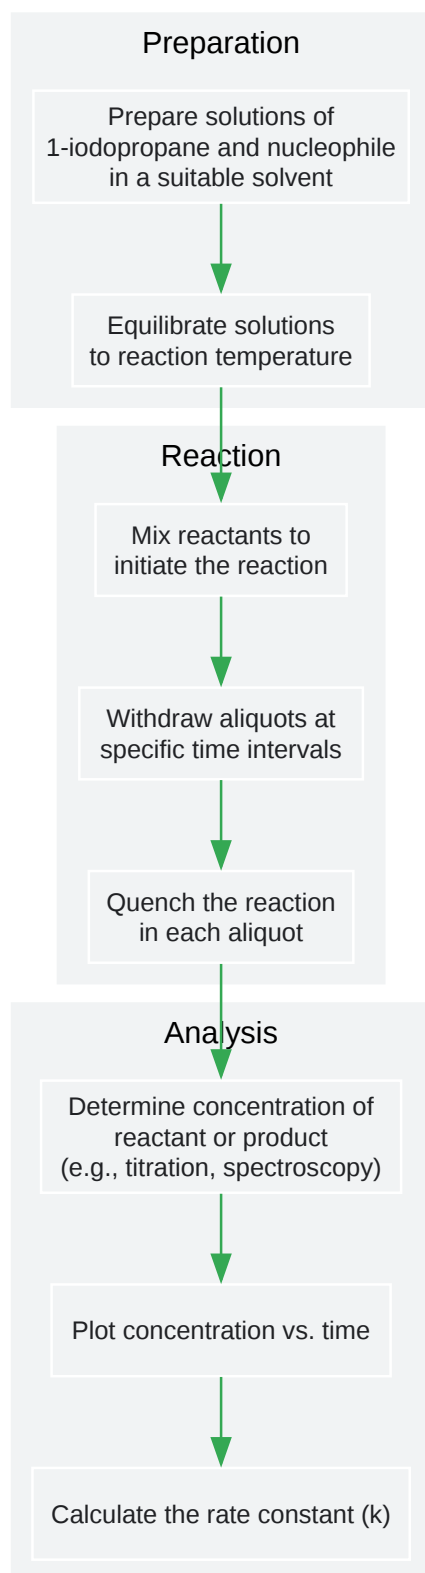 Preparation
Prepare solutions of
1-iodopropane and nucleophile
in a suitable solvent
Equilibrate solutions
to reaction temperature
Reaction
Mix reactants to
initiate the reaction
Withdraw aliquots at
specific time intervals
Quench the reaction
in each aliquot
Analysis
Determine concentration of
reactant or product
(e.g., titration, spectroscopy)
Plot concentration vs. time
Calculate the rate constant (k)